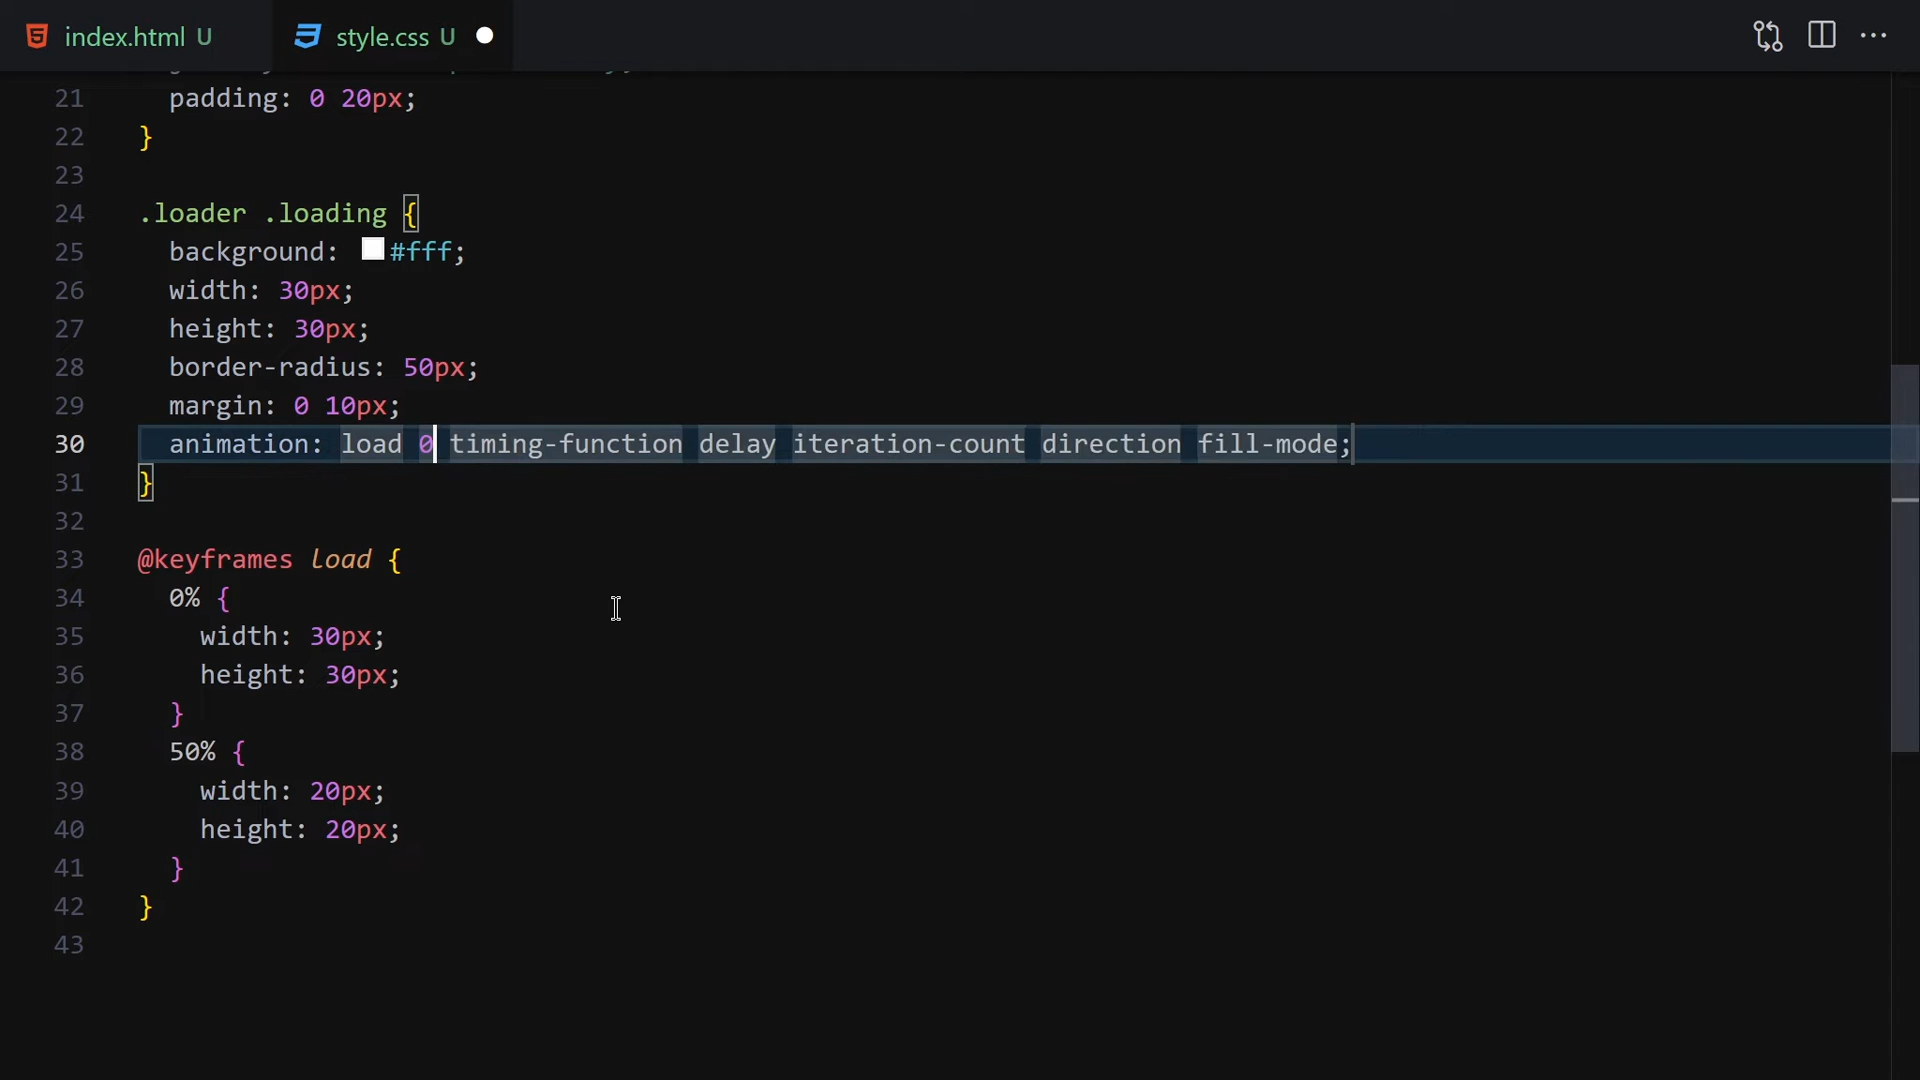 index.html U style.css U
21 padding: 0 20px;
22 }
23
24 .loader .loading {
25 background: #fff;
26 width: 30px;
27 height: 30px;
28 border-radius: 50px;
29 margin: 0 10px;
30 animation: load 0 timing-function delay iteration-count direction fill-mode;
31 }
32
33 @keyframes load {
34 0% {
35 width: 30px;
36 height: 30px;
37 }
38 50% {
39 width: 20px;
40 height: 20px;
41 }
42 }
43